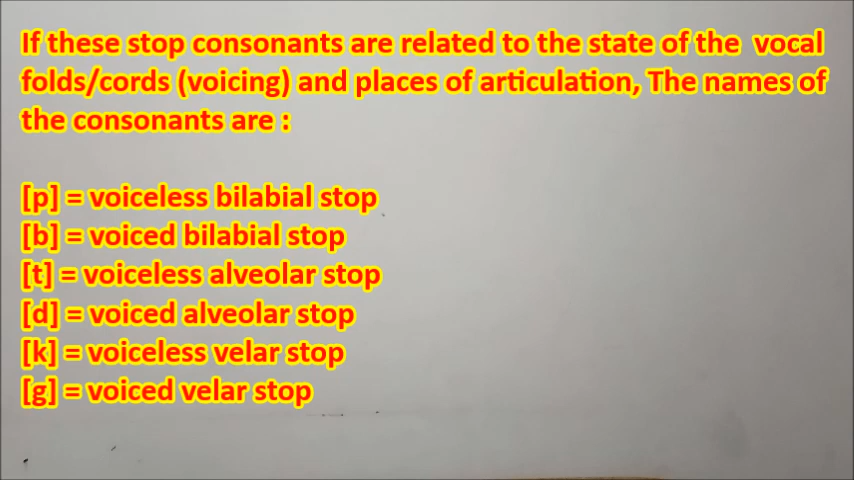 If these stop consonants are related to the state of the  vocal
folds/cords (voicing) and places of articulation, The names of
the consonants are :
[p] = voiceless bilabial stop
[b] = voiced bilabial stop
[t] = voiceless alveolar stop
[d] = voiced alveolar stop
[k] = voiceless velar stop
[g] = voiced velar stop